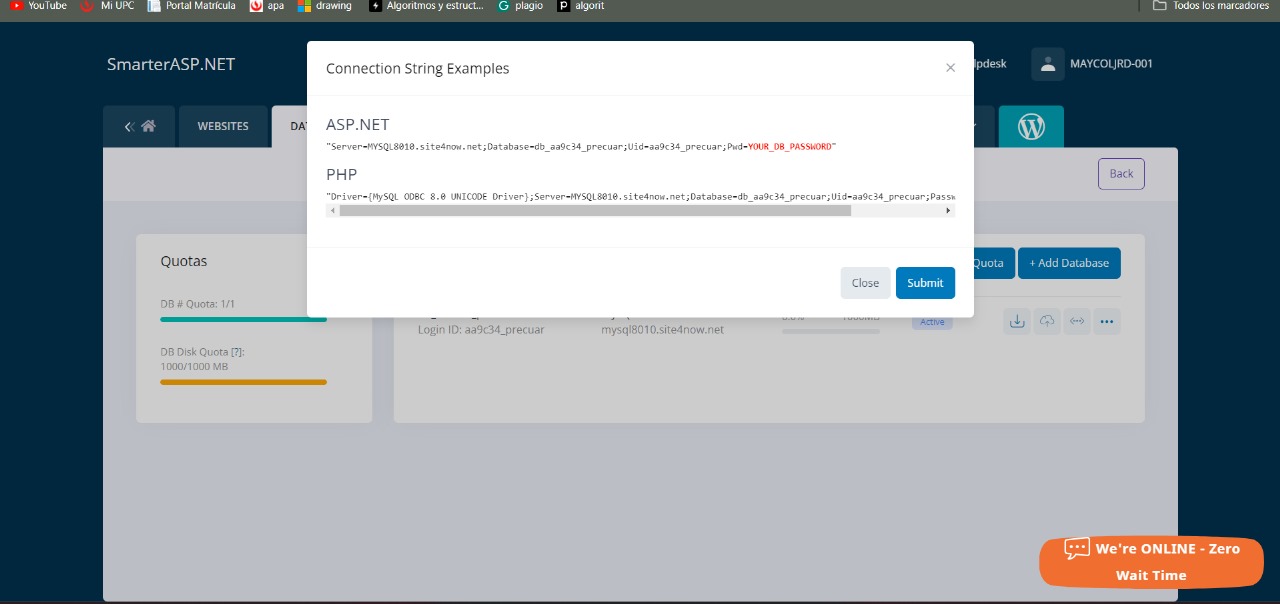 YouTube Mi UPC Portal Matrícula apa drawing Algoritmos y estruct... plagio algorit Todos los marcadores
SmarterASP.NET
lpdesk
MAYCOLJRD-001
WEBSITES
Connection String Examples
×
ASP.NET
"Server=MYSQL8010.site4now.net;Database=db_aa9c34_precuar;Uid=aa9c34_precuar;Pwd=YOUR_DB_PASSWORD"
PHP
"Driver={MySQL ODBC 8.0 UNICODE Driver};Server=MYSQL8010.site4now.net;Database=db_aa9c34_precuar;Uid=aa9c34_precuar;Passw
Close
Submit
Back
Quotas
DB # Quota: 1/1
DB Disk Quota [?]:
1000/1000 MB
Quota
+ Add Database
Login ID: aa9c34_precuar
mysql8010.site4now.net
Active
We're ONLINE - Zero
Wait Time